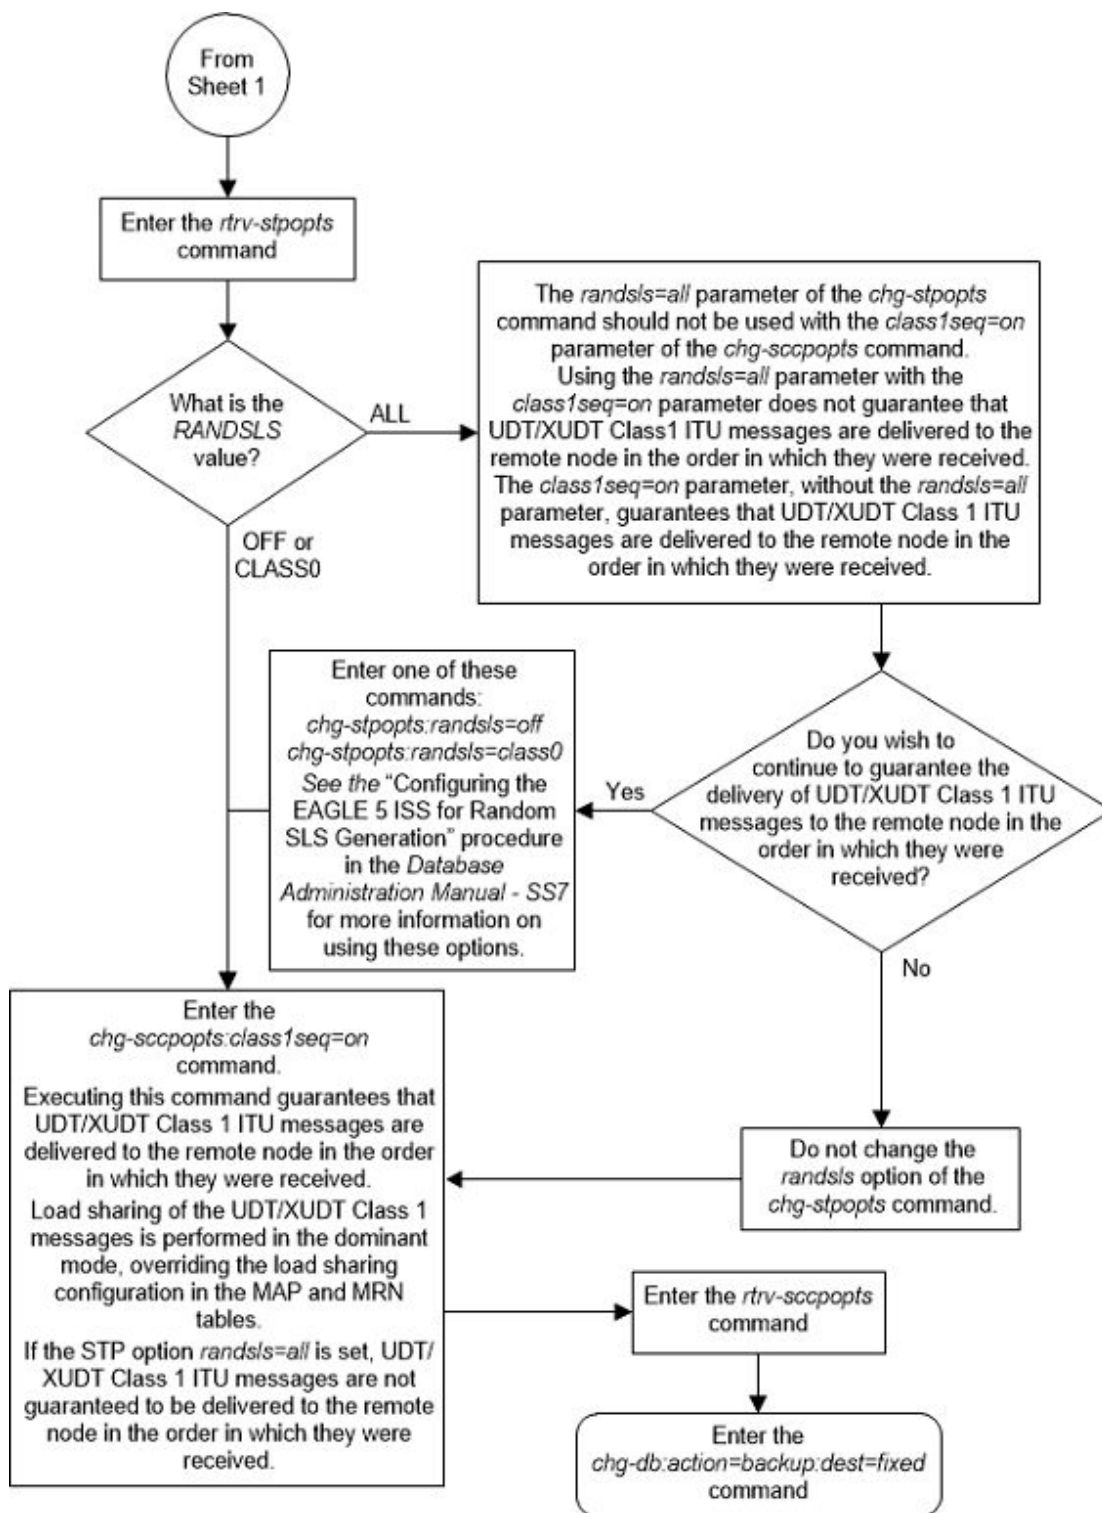 From
Sheet 1
Enter the rtrv-stpopts
command
What is the
RANDSLS
value?
ALL
OFF or
CLASS0
The randsls=all parameter of the chg-stpopts
command should not be used with the class1seq=on
parameter of the chg-sccpopts command.
Using the randsls=all parameter with the
class1seq=on parameter does not guarantee that
UDT/XUDT Class1 ITU messages are delivered to the
remote node in the order in which they were received.
The class1seq=on parameter, without the randsls=all
parameter, guarantees that UDT/XUDT Class 1 ITU
messages are delivered to the remote node in the
order in which they were received.
Do you wish to
continue to guarantee the
delivery of UDT/XUDT Class 1 ITU
messages to the remote node in the
order in which they were
received?
Yes
No
Enter one of these
commands:
chg-stpopts:randsls=off
chg-stpopts:randsls=class0
See the "Configuring the
EAGLE 5 ISS for Random
SLS Generation" procedure
in the Database
Administration Manual - SS7
for more information on
using these options.
Do not change the
randsls option of the
chg-stpopts command.
Enter the
chg-sccpopts:class1seq=on
command.
Executing this command guarantees that
UDT/XUDT Class 1 ITU messages are
delivered to the remote node in the order
in which they were received.
Load sharing of the UDT/XUDT Class 1
messages is performed in the dominant
mode, overriding the load sharing
configuration in the MAP and MRN
tables.
If the STP option randsls=all is set, UDT/
XUDT Class 1 ITU messages are not
guaranteed to be delivered to the remote
node in the order in which they were
received.
Enter the rtrv-sccpopts
command
Enter the
chg-db:action=backup:dest=fixed
command